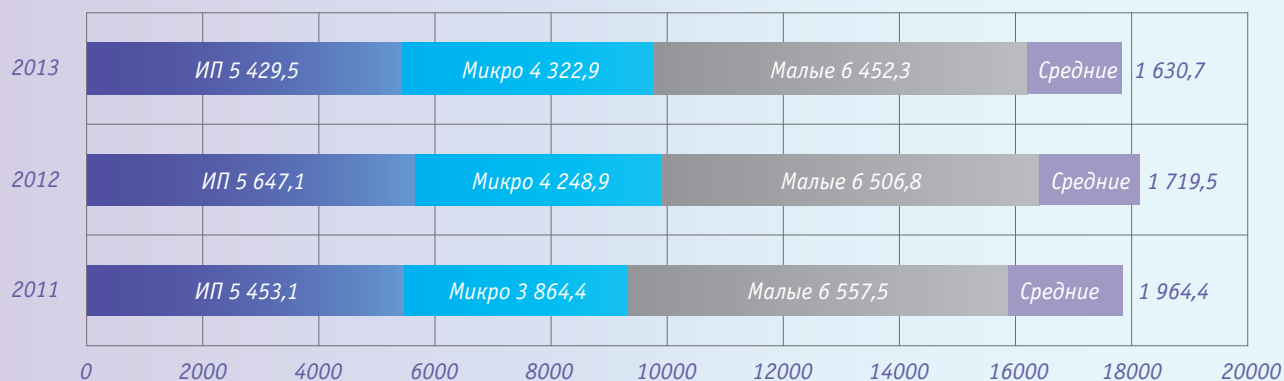 2013 ИП 5 429,5 Микро 4 322,9 Малые 6 452,3 Средние 1 630,7
2012 ИП 5 647,1 Микро 4 248,9 Малые 6 506,8 Средние 1 719,5
2011 ИП 5 453,1 Микро 3 864,4 Малые 6 557,5 Средние 1 964,4
0 2000 4000 6000 8000 10000 12000 14000 16000 18000 20000